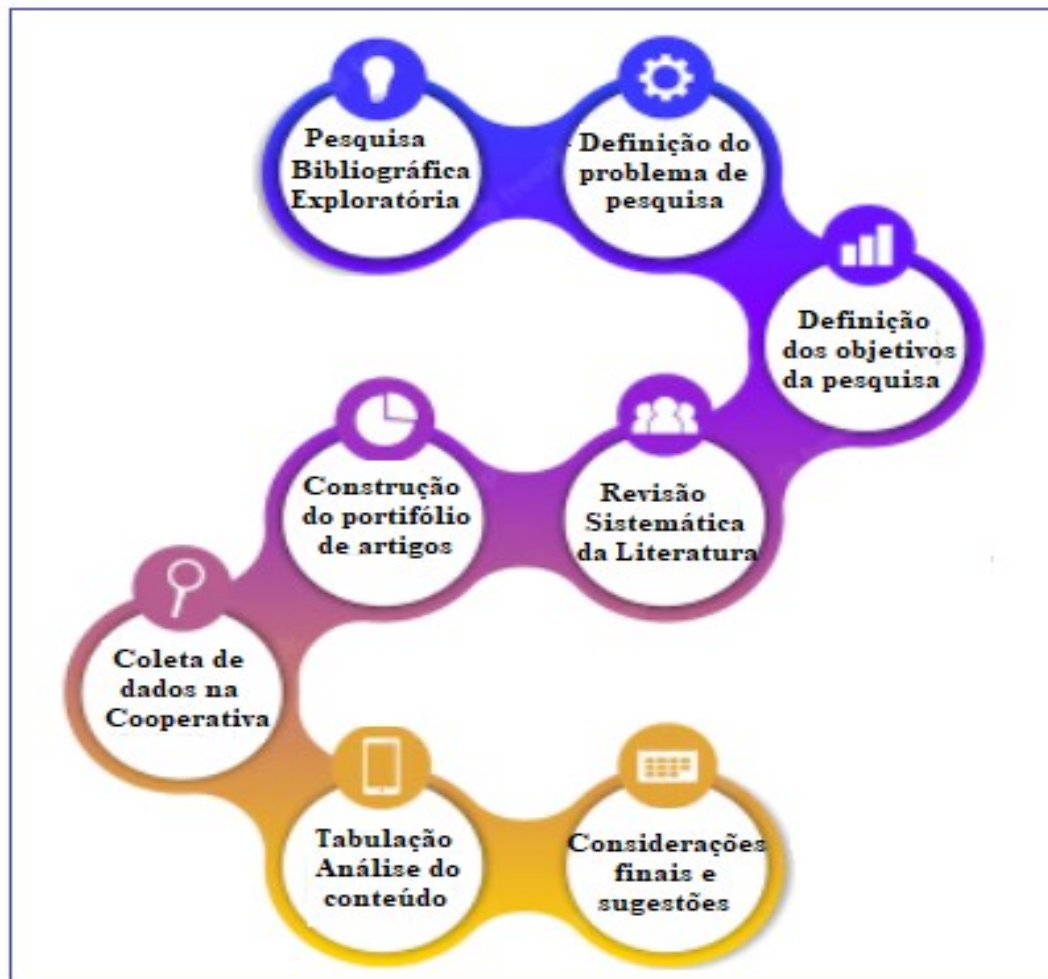 Pesquisa
Bibliográfica
Exploratória
Definição do
problema de
pesquisa
Definição
dos objetivos
da pesquisa
Revisão
Sistemática
da Literatura
Construção
do portifólio
de artigos
Coleta de
dados na
Cooperativa
Tabulação
Análise do
conteúdo
Considerações
finais e
sugestões